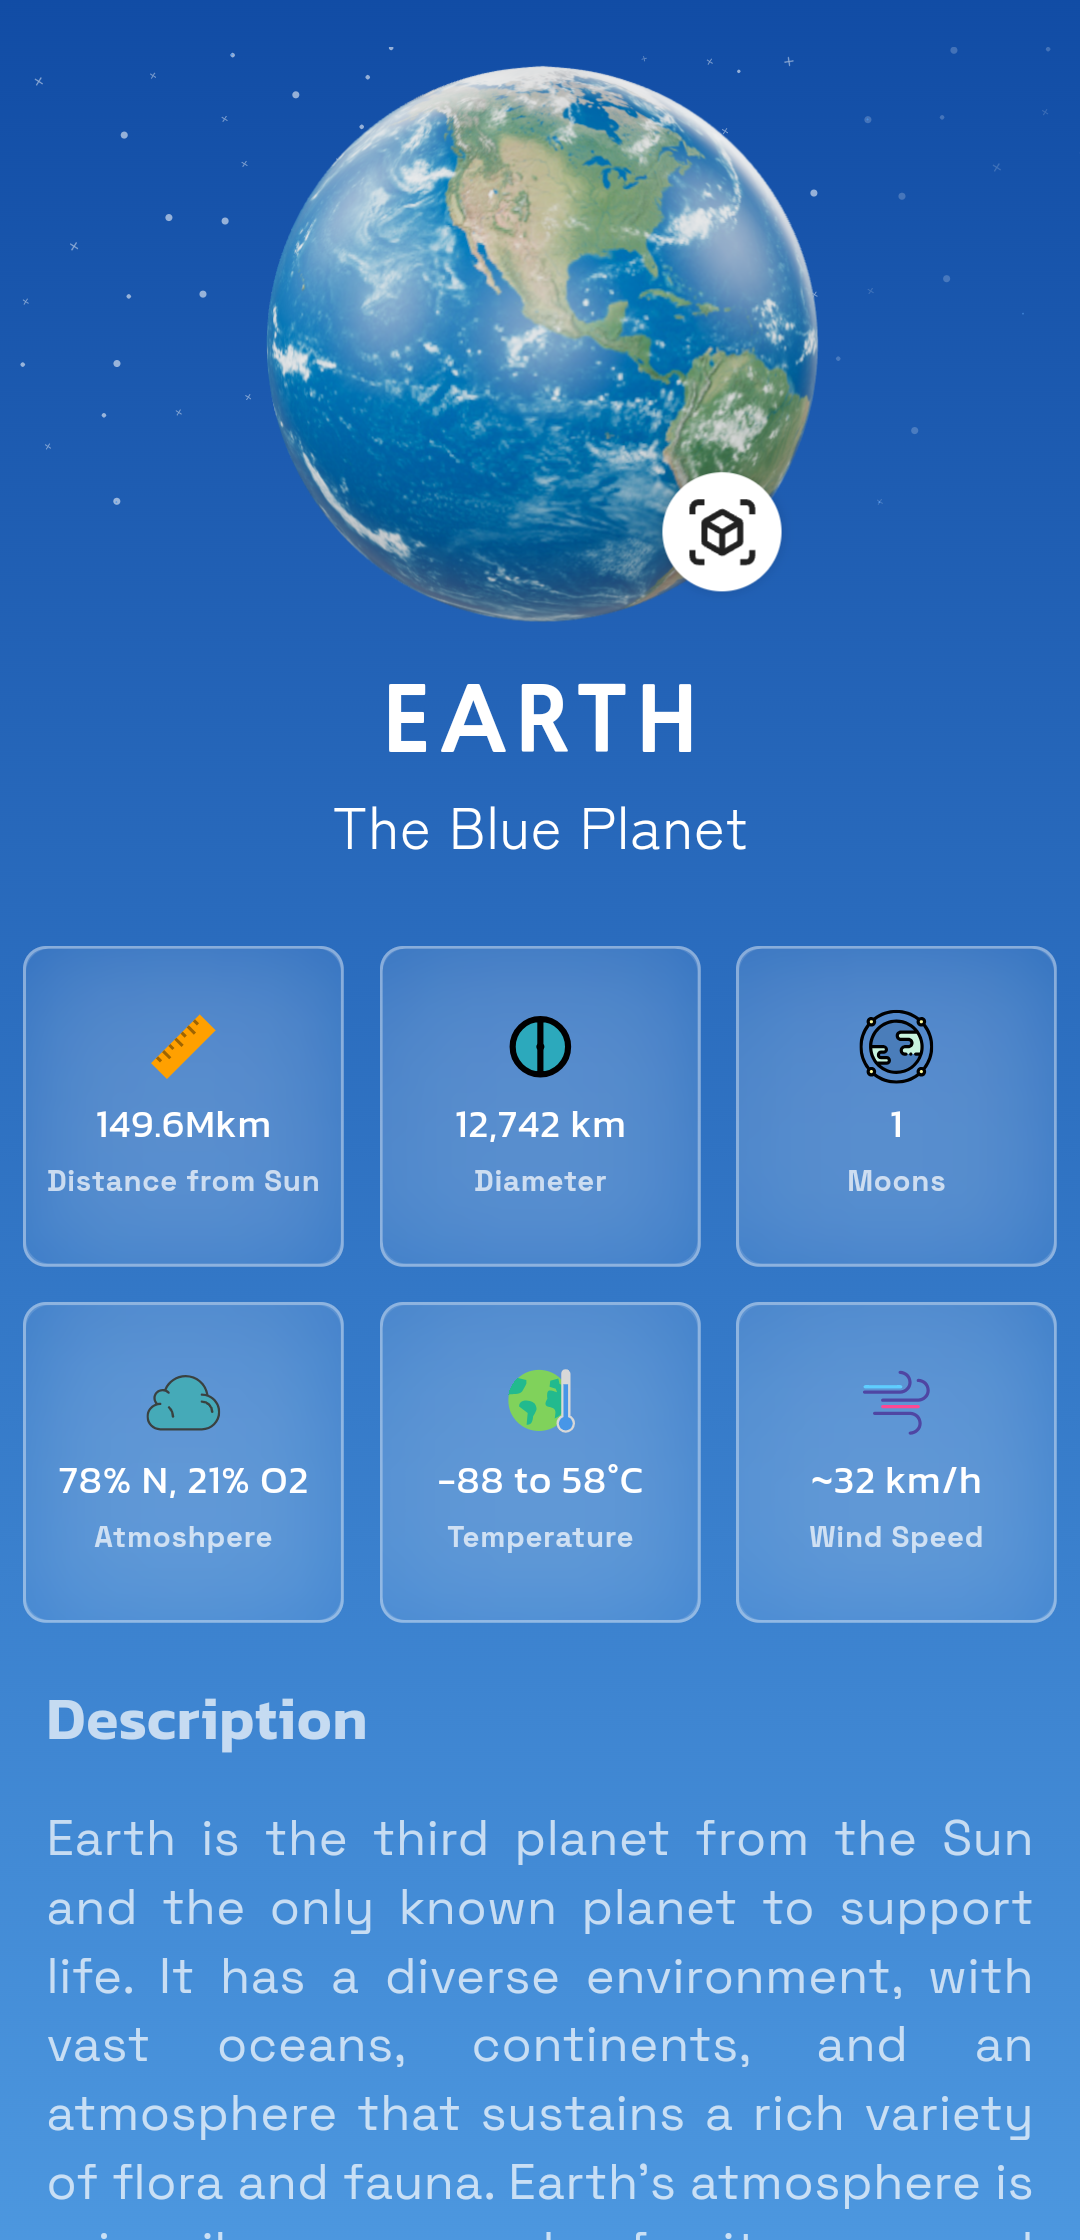 EARTH
The Blue Planet
149.6Mkm
Distance from Sun
12,742 km
Diameter
1
Moons
78% N, 21% O2
Atmoshpere
-88 to 58°C
Temperature
~32 km/h
Wind Speed
Description
Earth is the third planet from the Sun
and the only known planet to support
life. It has a diverse environment, with
vast oceans, continents, and an
atmosphere that sustains a rich variety
of flora and fauna. Earth's atmosphere is